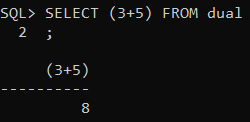 SQL> SELECT (3+5) FROM dual
  2  ;

     (3+5)
----------
         8